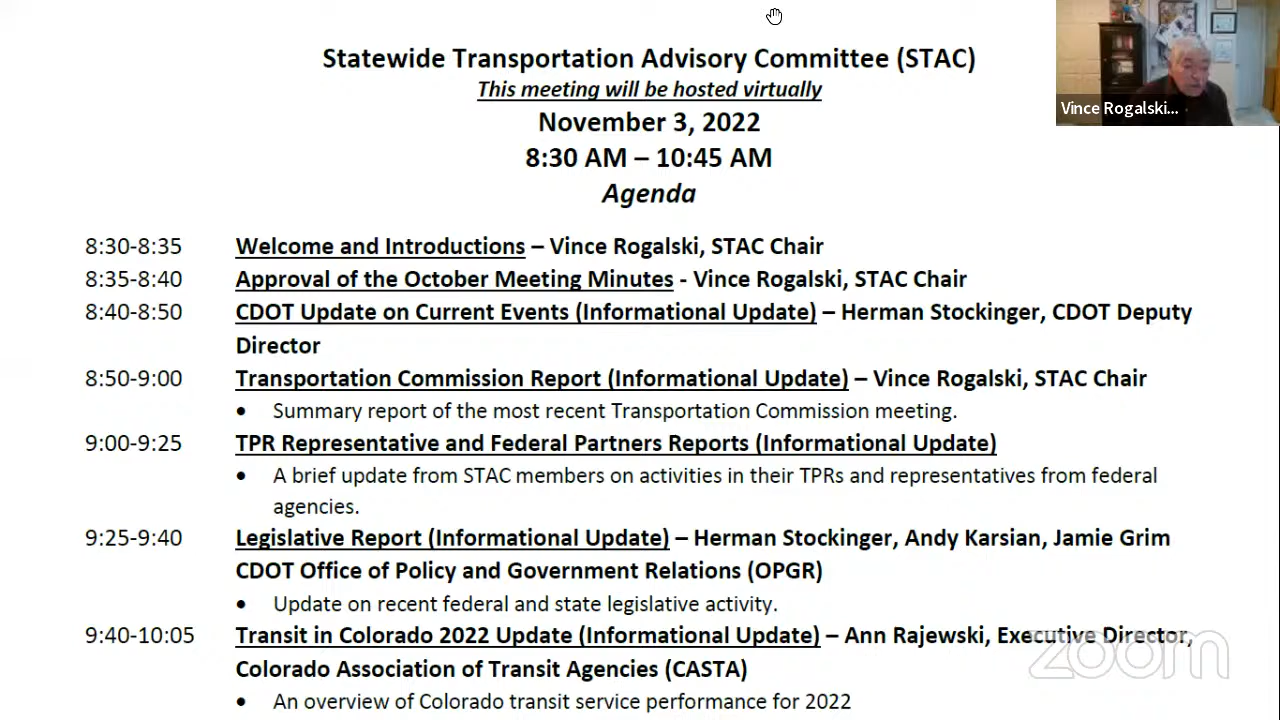 Statewide Transportation Advisory Committee (STAC)
This meeting will be hosted virtually
November 3, 2022
8:30 AM – 10:45 AM
Agenda
Vince Rogalski...
8:30-8:35 Welcome and Introductions – Vince Rogalski, STAC Chair
8:35-8:40 Approval of the October Meeting Minutes - Vince Rogalski, STAC Chair
8:40-8:50 CDOT Update on Current Events (Informational Update) – Herman Stockinger, CDOT Deputy
Director
8:50-9:00 Transportation Commission Report (Informational Update) – Vince Rogalski, STAC Chair
• Summary report of the most recent Transportation Commission meeting.
9:00-9:25 TPR Representative and Federal Partners Reports (Informational Update)
• A brief update from STAC members on activities in their TPRs and representatives from federal
agencies.
9:25-9:40 Legislative Report (Informational Update) – Herman Stockinger, Andy Karsian, Jamie Grim
CDOT Office of Policy and Government Relations (OPGR)
• Update on recent federal and state legislative activity.
9:40-10:05 Transit in Colorado 2022 Update (Informational Update) – Ann Rajewski, Executive Director,
Colorado Association of Transit Agencies (CASTA)
• An overview of Colorado transit service performance for 2022
zoom